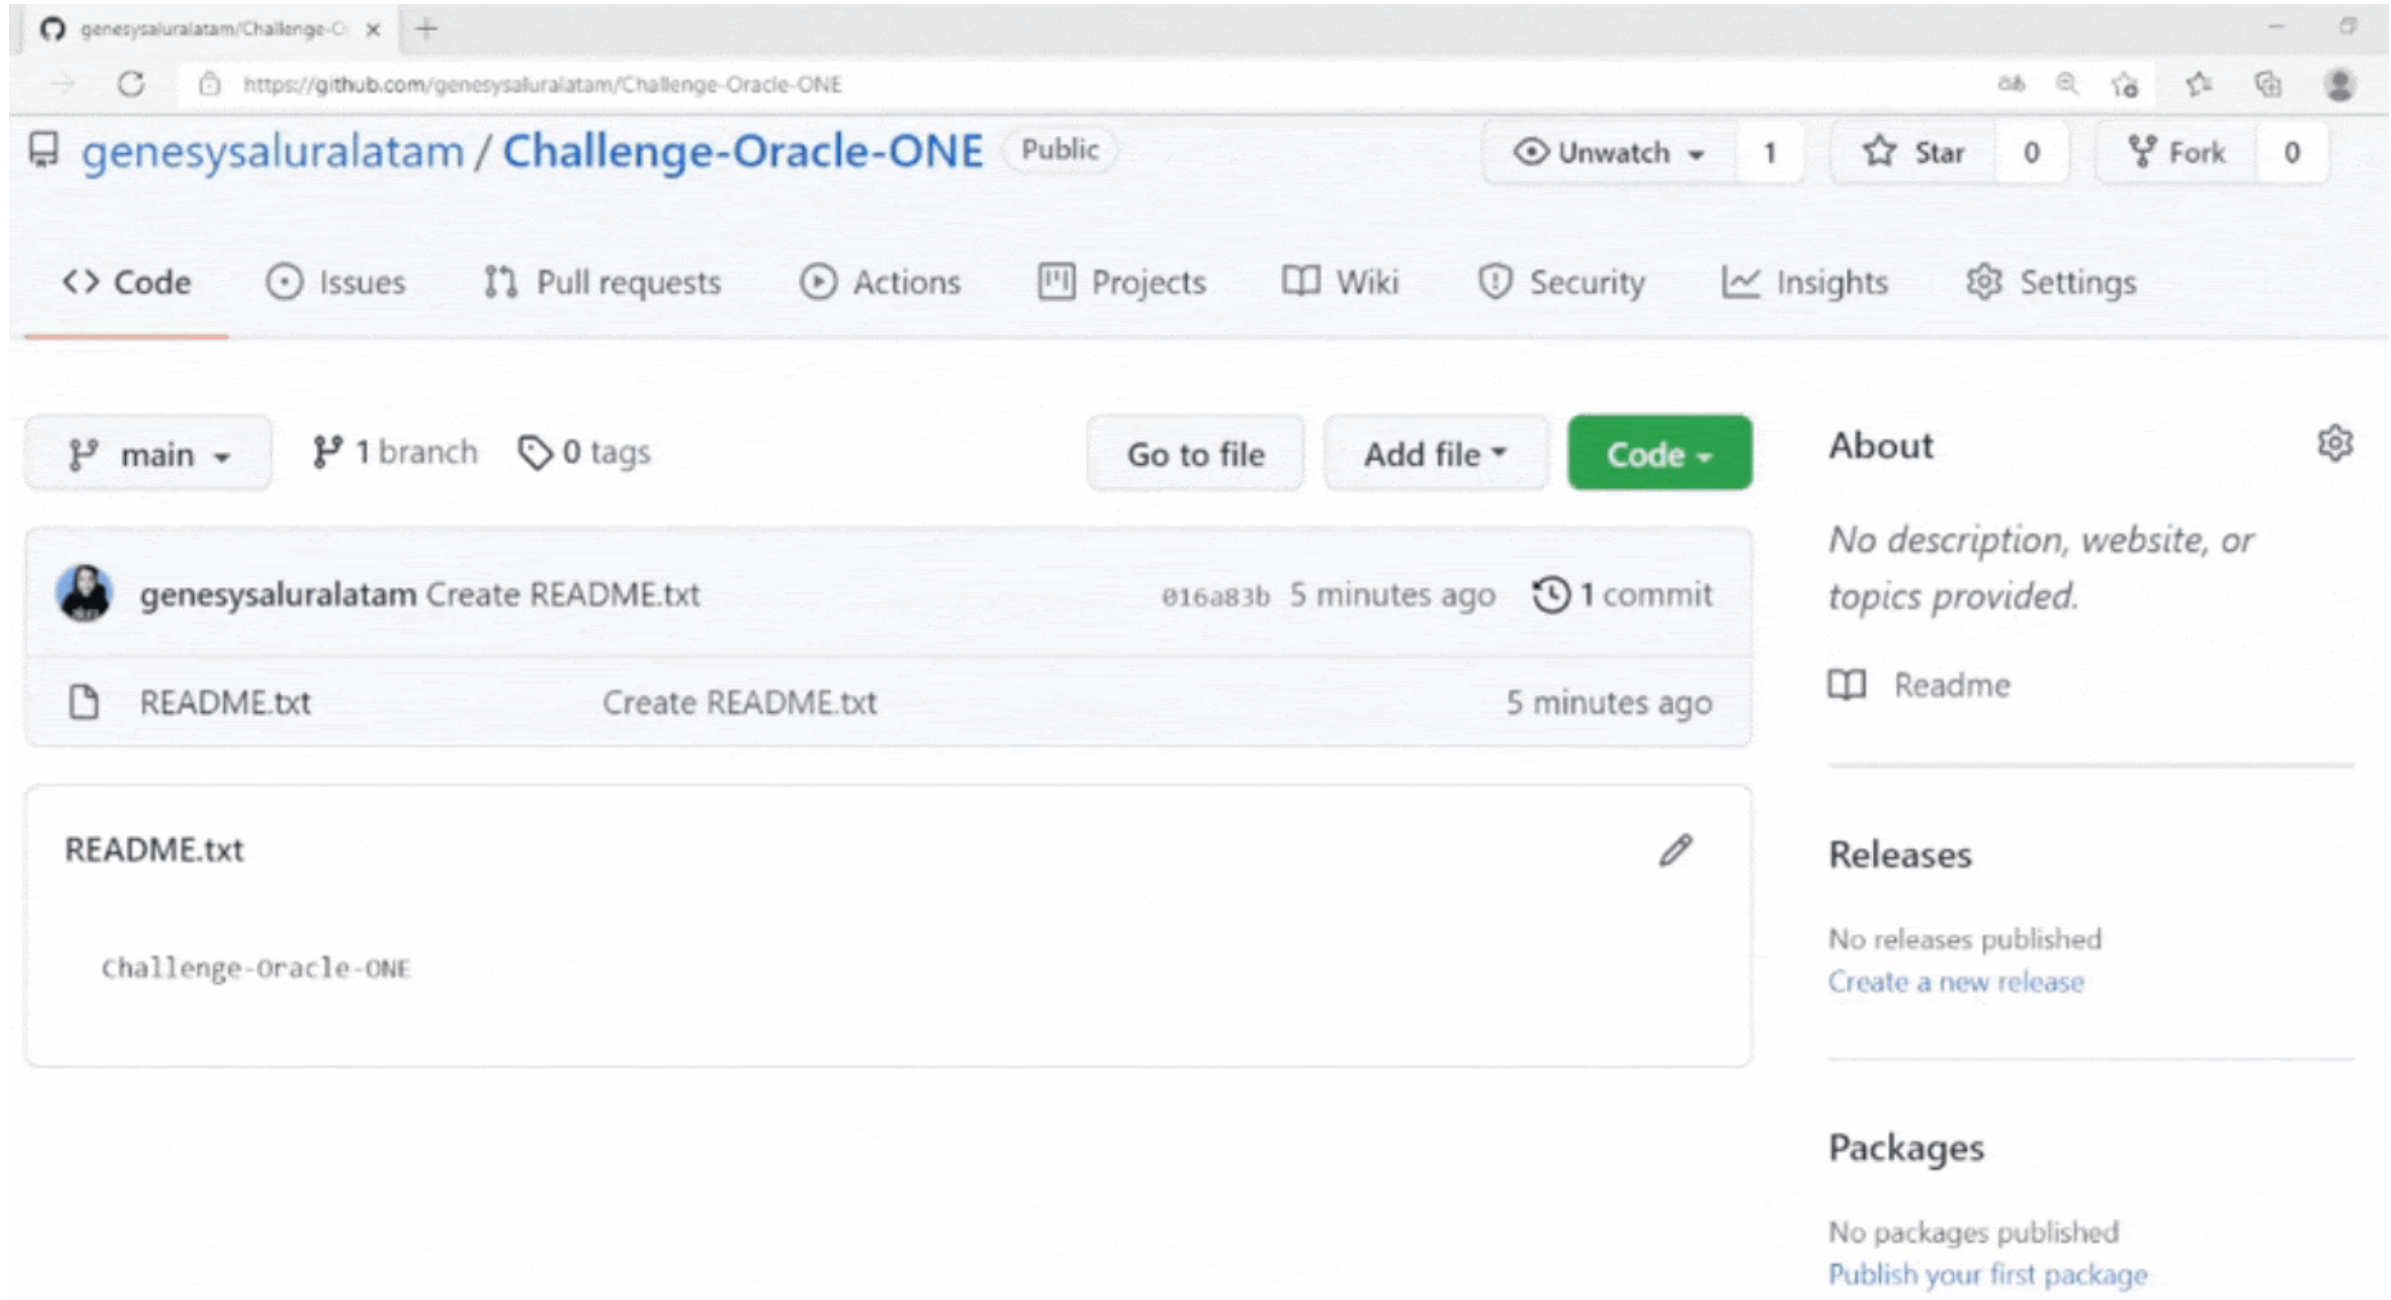 genesysaluralatam/Challenge-O
https://github.com/genesysaluralatam/Challenge-Oracle-ONE
genesysaluralatam / Challenge-Oracle-ONE Public
Unwatch 1 Star 0 Fork 0
Code Issues Pull requests Actions Projects Wiki Security Insights Settings
main 1 branch 0 tags Go to file Add file Code
genesysaluralatam Create README.txt 016a83b 5 minutes ago 1 commit
README.txt Create README.txt 5 minutes ago
README.txt
Challenge-Oracle-ONE
About
No description, website, or
topics provided.
Readme
Releases
No releases published
Create a new release
Packages
No packages published
Publish your first package